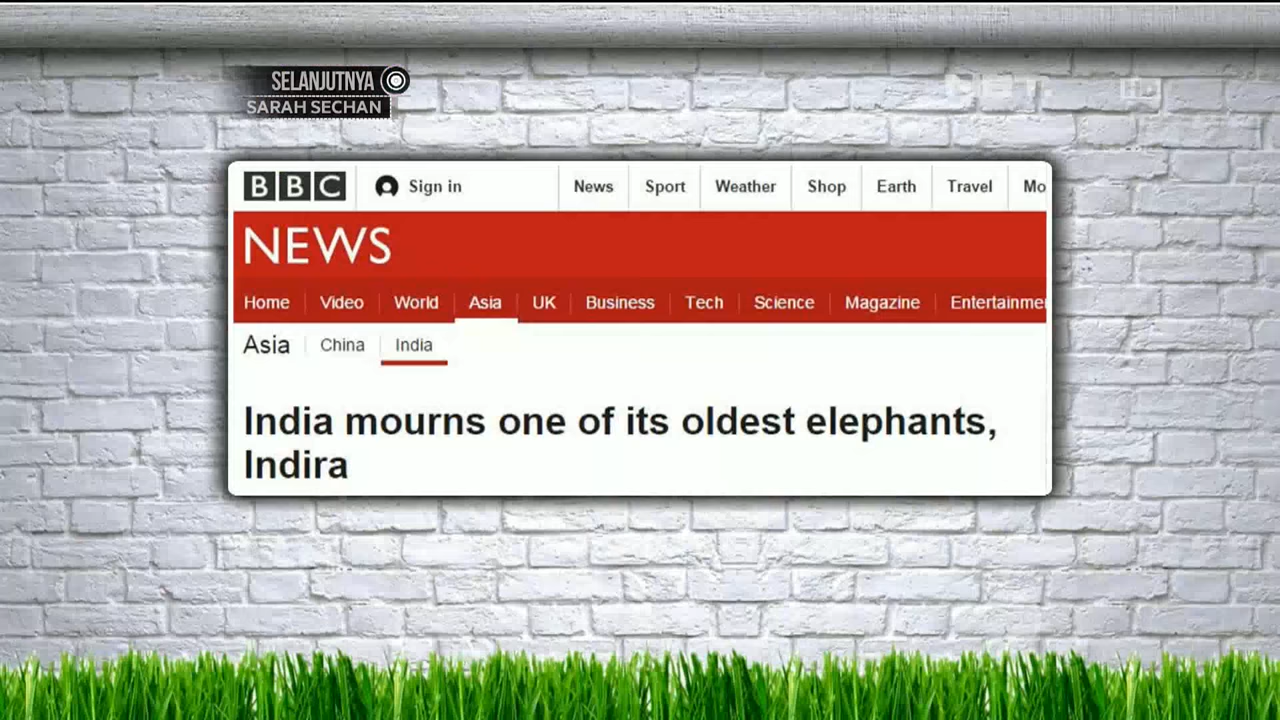 SELANJUTNYA
SARAH SECHAN
NET
BBC Sign in News Sport Weather Shop Earth Travel Mo
NEWS
Home Video World Asia UK Business Tech Science Magazine Entertainme
Asia China India
India mourns one of its oldest elephants,
Indira